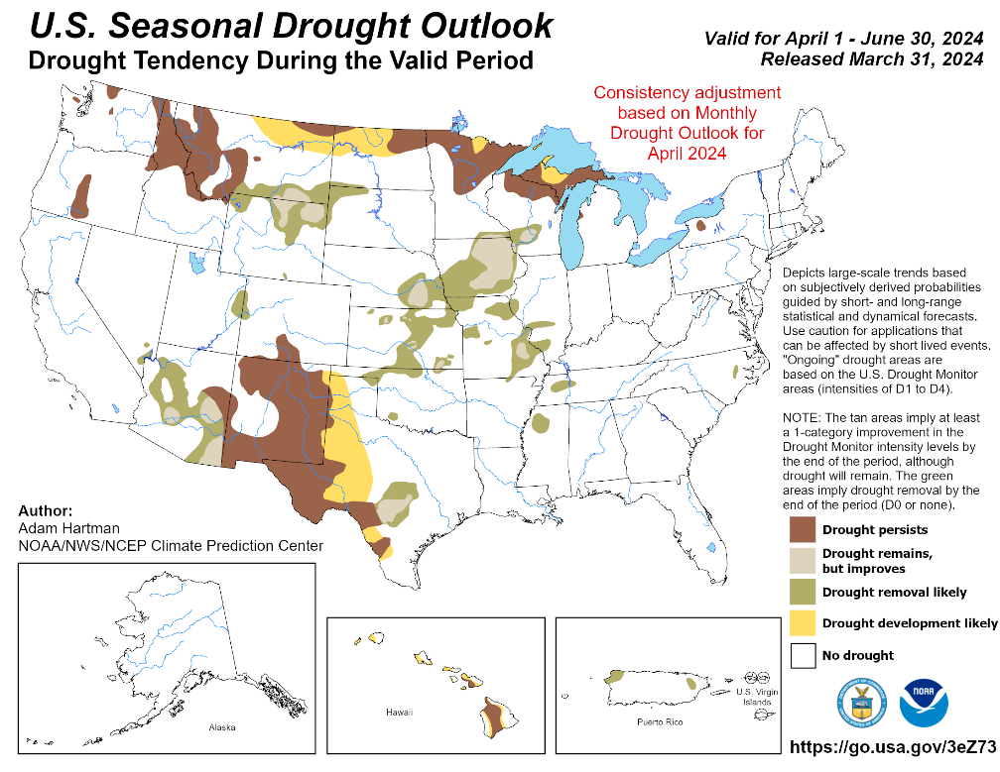 U.S. Seasonal Drought Outlook
Drought Tendency During the Valid Period
Valid for April 1 - June 30, 2024
Released March 31, 2024
Consistency adjustment
based on Monthly
Drought Outlook for
April 2024
Depicts large-scale trends based
on subjectively derived probabilities
guided by short- and long-range
statistical and dynamical forecasts.
Use caution for applications that
can be affected by short lived events.
"Ongoing" drought areas are
based on the U.S. Drought Monitor
areas (intensities of D1 to D4).
NOTE: The tan areas imply at least
a 1-category improvement in the
Drought Monitor intensity levels by
the end of the period, although
drought will remain. The green
areas imply drought removal by the
end of the period (D0 or none).
Author:
Adam Hartman
NOAA/NWS/NCEP Climate Prediction Center
Drought persists
Drought remains,
but improves
Drought removal likely
Drought development likely
No drought
Alaska
Hawaii
Puerto Rico
U.S. Virgin
Islands
NOAA
https://go.usa.gov/3eZ73